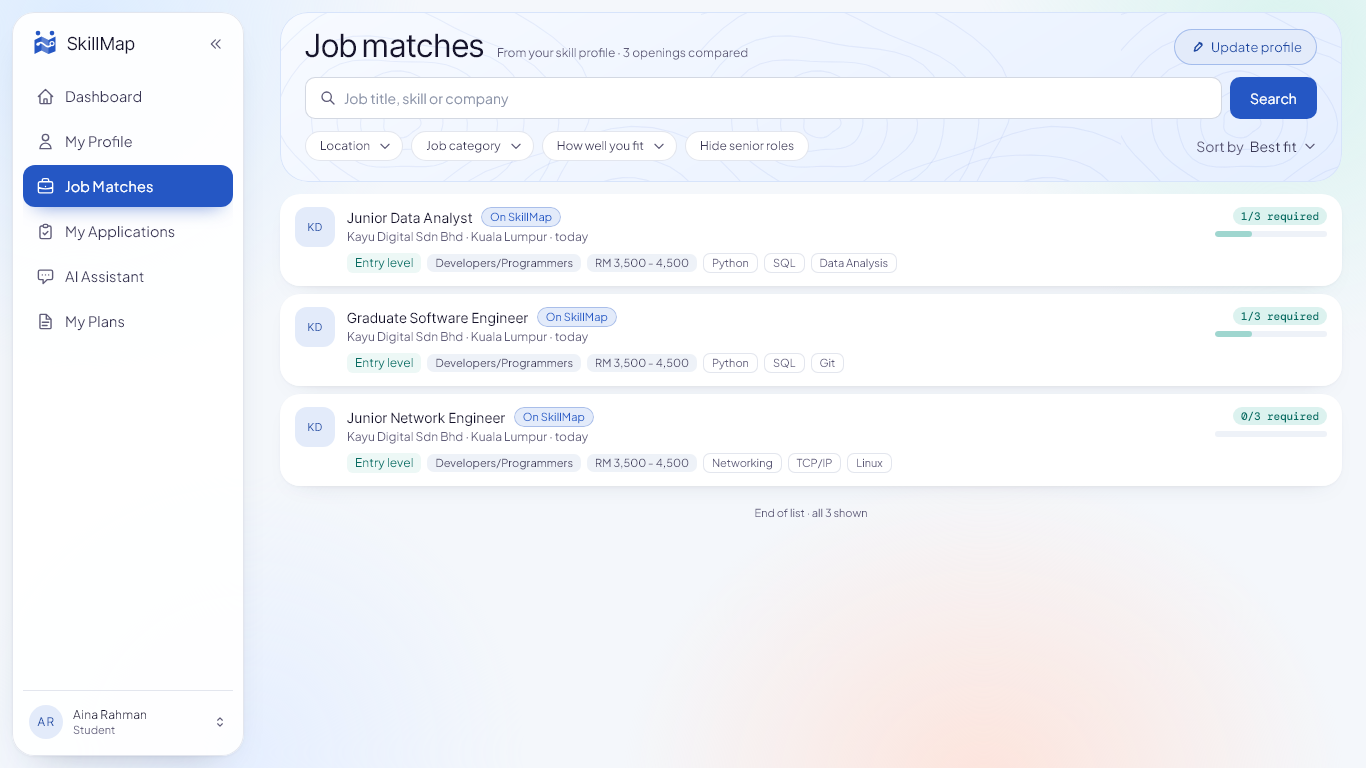 SkillMap
Dashboard
My Profile
Job Matches
My Applications
AI Assistant
My Plans
AR
Aina Rahman
Student
Job matches From your skill profile · 3 openings compared
Update profile
Job title, skill or company
Search
Location
Job category
How well you fit
Hide senior roles
Sort by Best fit
KD
Junior Data Analyst On SkillMap
1/3 required
Kayu Digital Sdn Bhd · Kuala Lumpur · today
Entry level Developers/Programmers RM 3,500 - 4,500 Python SQL Data Analysis
KD
Graduate Software Engineer On SkillMap
1/3 required
Kayu Digital Sdn Bhd · Kuala Lumpur · today
Entry level Developers/Programmers RM 3,500 - 4,500 Python SQL Git
KD
Junior Network Engineer On SkillMap
0/3 required
Kayu Digital Sdn Bhd · Kuala Lumpur · today
Entry level Developers/Programmers RM 3,500 - 4,500 Networking TCP/IP Linux
End of list · all 3 shown